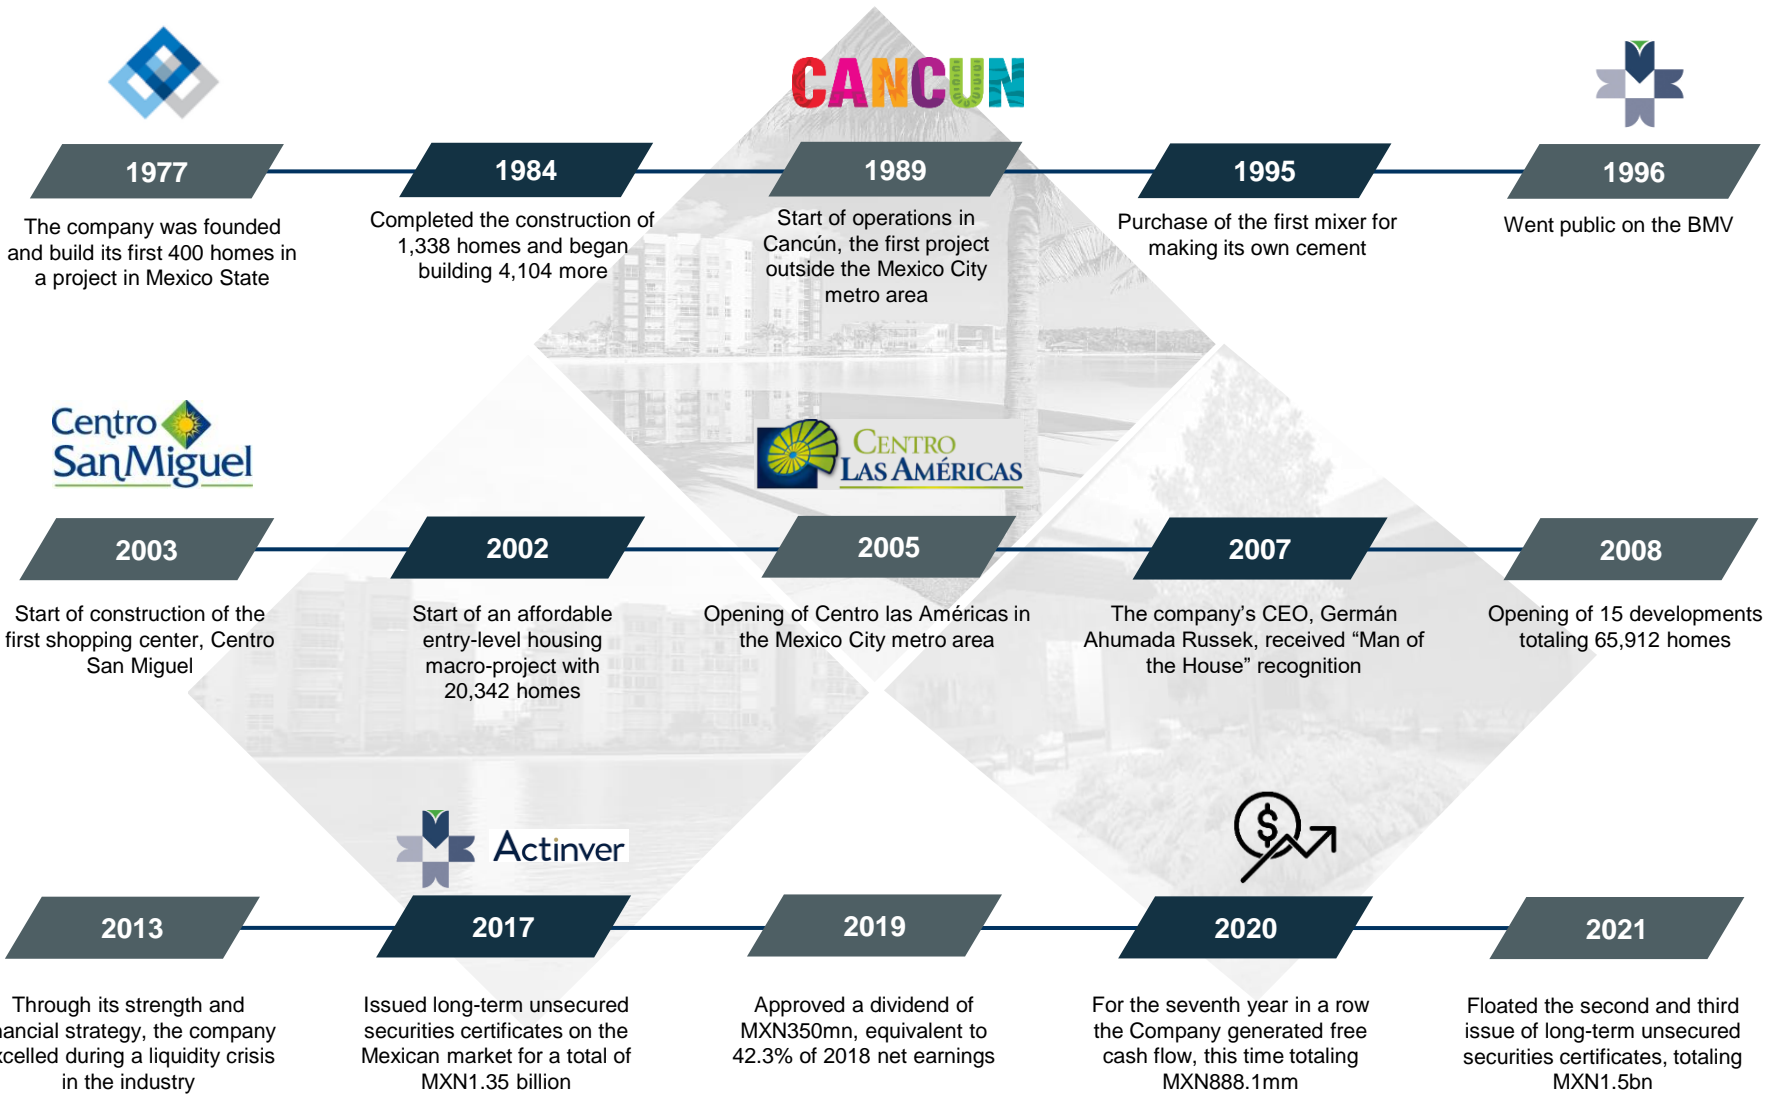 CANCUN
1977
1984
1989
1995
1996
The company was founded
and build its first 400 homes in
a project in Mexico State
Completed the construction of
1,338 homes and began
building 4,104 more
Start of operations in
Cancún, the first project
outside the Mexico City
metro area
Purchase of the first mixer for
making its own cement
Went public on the BMV
Centro
San Miguel
CENTRO
LAS AMÉRICAS
2003
2002
2005
2007
2008
Start of construction of the
first shopping center, Centro
San Miguel
Start of an affordable
entry-level housing
macro-project with
20,342 homes
Opening of Centro las Américas in
the Mexico City metro area
The company’s CEO, Germán
Ahumada Russek, received “Man of
the House” recognition
Opening of 15 developments
totaling 65,912 homes
Actinver
$
2013
2017
2019
2020
2021
Through its strength and
nancial strategy, the company
xcelled during a liquidity crisis
in the industry
Issued long-term unsecured
securities certificates on the
Mexican market for a total of
MXN1.35 billion
Approved a dividend of
MXN350mn, equivalent to
42.3% of 2018 net earnings
For the seventh year in a row
the Company generated free
cash flow, this time totaling
MXN888.1mm
Floated the second and third
issue of long-term unsecured
securities certificates, totaling
MXN1.5bn